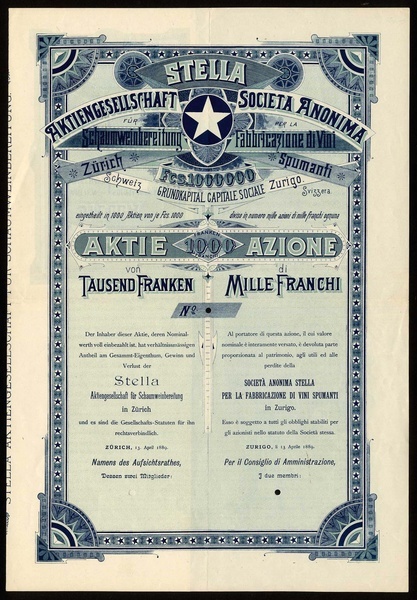 STELLA
AKTIENGESELLSCHAFT SOCIETÀ ANONIMA
FÜR PER LA
Schaumweinbereitung Fabbricazione di Vini
Zürich Spumanti
Schweiz Zurigo. Svizzera.
Fcs. 1000000
GRUNDKAPITAL. CAPITALE SOCIALE
eingetheilt in 1000 Aktien von je Fcs. 1000 diviso in numero mille azioni di mille franchi ognuna
AKTIE FRANKEN 1000 FRANCHI AZIONE
von di
TAUSEND FRANKEN MILLE FRANCHI
No.
Der Inhaber dieser Aktie, deren Nominal-
werth voll einbezahlt ist, hat verhältnissmässigen
Antheil am Gesammt-Eigenthum, Gewinn und
Verlust der
Stella
Aktiengesellschaft für Schaumweinbereitung
in Zürich
und es sind die Gesellschafts-Statuten für ihn
rechtsverbindlich.
ZÜRICH, 15. April 1889.
Namens des Aufsichtsrathes,
Dessen zwei Mitglieder:
Al portatore di questa azione, il cui valore
nominale è interamente versato, è devoluta parte
proporzionata al patrimonio, agli utili ed alle
perdite della
SOCIETÀ ANONIMA STELLA
PER LA FABBRICAZIONE DI VINI SPUMANTI
in Zurigo.
Esso è soggetto a tutti gli obblighi stabiliti per
gli azionisti nello statuto della Società stessa.
ZURIGO, li 15 Aprile 1889.
Per il Consiglio di Amministrazione,
I due membri:
STELLA AKTIENGESELLSCHAFT FÜR SCHAUMWEINBEREITUNG